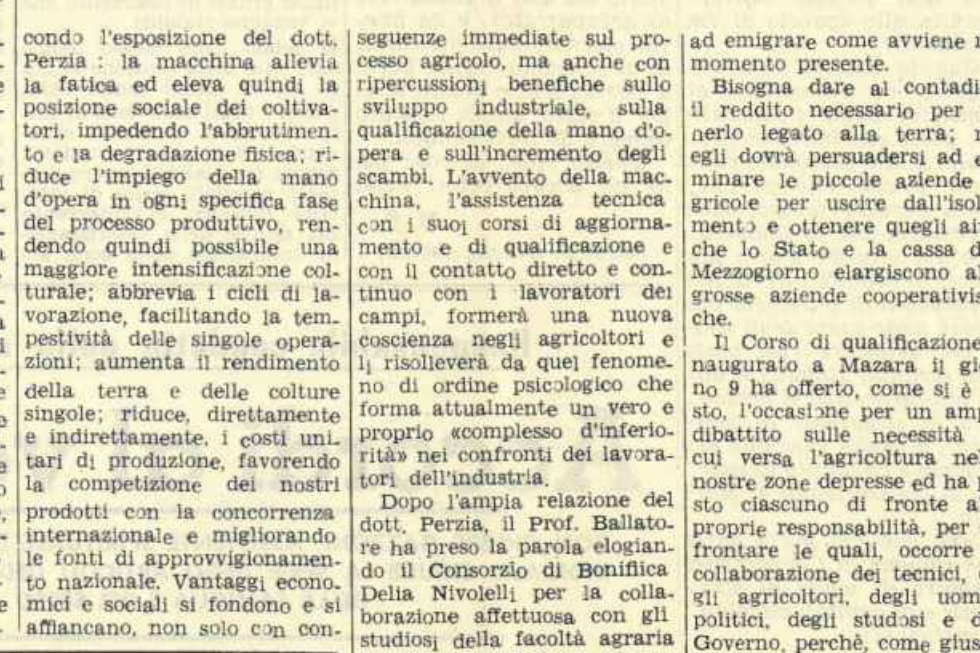 condo l'esposizione del dott.
Perzia : la macchina allevia
la fatica ed eleva quindi la
posizione sociale dei coltiva-
tori, impedendo l'abbrutimen-
to e la degradazione fisica; ri-
duce l'impiego della mano
d'opera in ogni specifica fase
del processo produttivo, ren-
dendo quindi possibile una
maggiore intensificazione col-
turale; abbrevia i cicli di la-
vorazione, facilitando la tem-
pestività delle singole opera-
zioni; aumenta il rendimento
della terra e delle colture
singole; riduce, direttamente
e indirettamente, i costi uni-
tari di produzione, favorendo
la competizione dei nostri
prodotti con la concorrenza
internazionale e migliorando
le fonti di approvvigionamen-
to nazionale. Vantaggi econo-
mici e sociali si fondono e si
affiancano, non solo con con-
seguenze immediate sul pro-
cesso agricolo, ma anche con
ripercussioni benefiche sullo
sviluppo industriale, sulla
qualificazione della mano d'o-
pera e sull'incremento degli
scambi. L'avvento della mac-
china, l'assistenza tecnica
con i suoi corsi di aggiorna-
mento e di qualificazione e
con il contatto diretto e con-
tinuo con i lavoratori dei
campi, formerà una nuova
coscienza negli agricoltori e
li risolleverà da quel fenome-
no di ordine psicologico che
forma attualmente un vero e
proprio «complesso d'inferio-
rità» nei confronti dei lavora-
tori dell'industria.
Dopo l'ampia relazione del
dott. Perzia, il Prof. Ballato-
re ha preso la parola elogian-
do il Consorzio di Bonifiica
Delia Nivolelli per la colla-
borazione affettuosa con gli
studiosi della facoltà agraria
ad emigrare come avviene
momento presente.
Bisogna dare al contadi
il reddito necessario per
nerlo legato alla terra;
egli dovrà persuadersi ad
minare le piccole aziende
gricole per uscire dall'isol
mento e ottenere quegli
che lo Stato e la cassa d
Mezzogiorno elargiscono al
grosse aziende cooperativis
che.
Il Corso di qualificazione
naugurato a Mazara il gi
no 9 ha offerto, come si è
sto, l'occasione per un am
dibattito sulle necessità
cui versa l'agricoltura nel
nostre zone depresse ed ha
sto ciascuno di fronte al
proprie responsabilità, per
frontare le quali, occorre
collaborazione dei tecnici,
gli agricoltori, degli uom
politici, degli studiosi e d
Governo, perchè, come gius